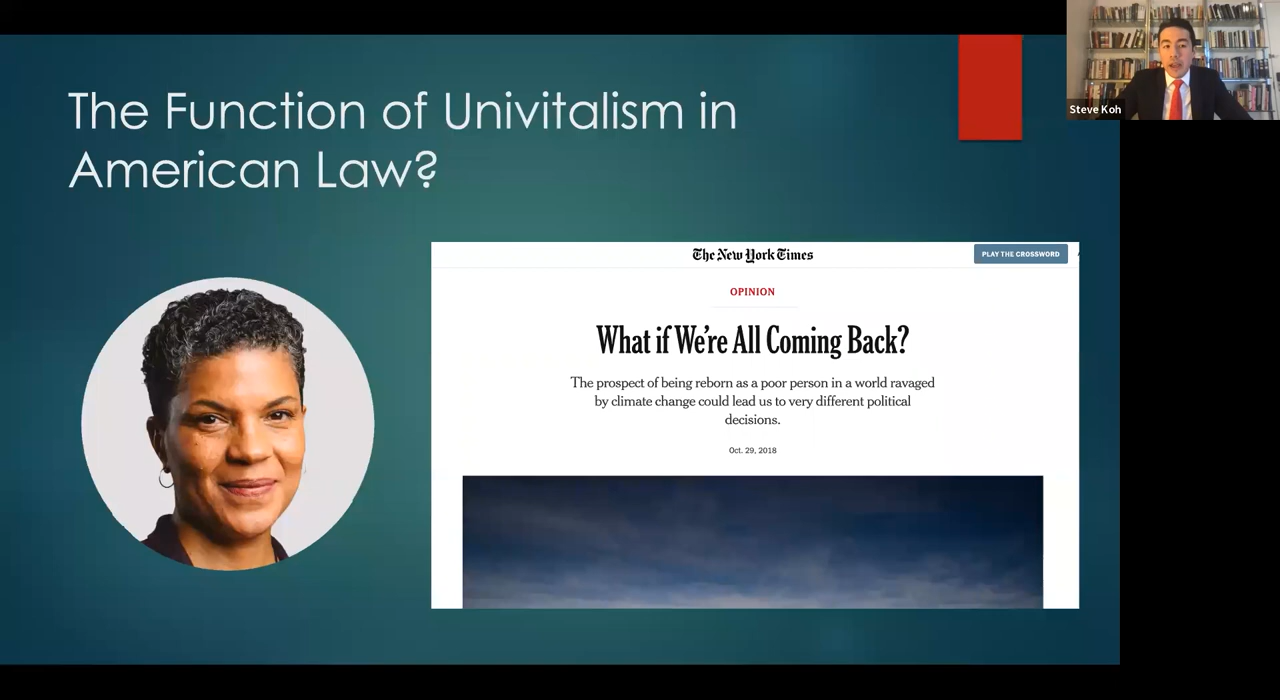 The Function of Univitalism in
American Law?
Steve Koh
The New York Times
PLAY THE CROSSWORD
OPINION
What if We're All Coming Back?
The prospect of being reborn as a poor person in a world ravaged
by climate change could lead us to very different political
decisions.
Oct. 29, 2018